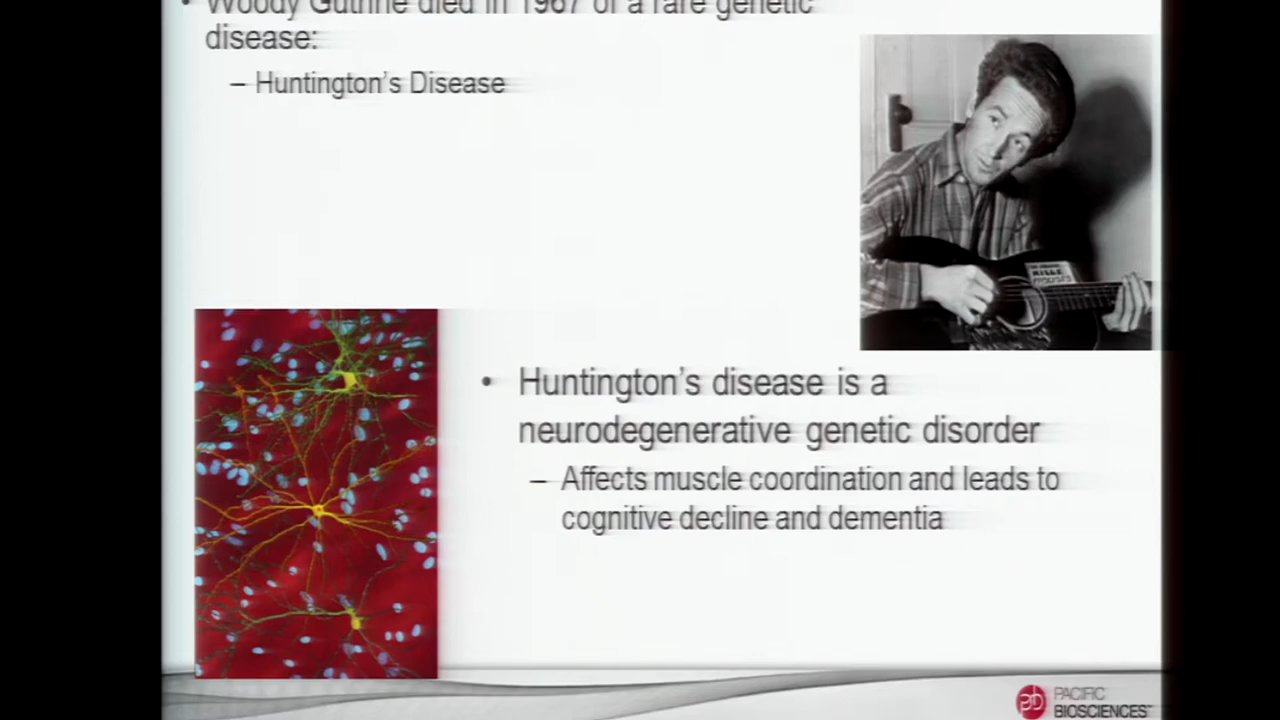 • Woody Guthrie died in 1967 of a rare genetic
disease:
– Huntington's Disease
• Huntington's disease is a
neurodegenerative genetic disorder
– Affects muscle coordination and leads to
cognitive decline and dementia
PACIFIC
BIOSCIENCES™